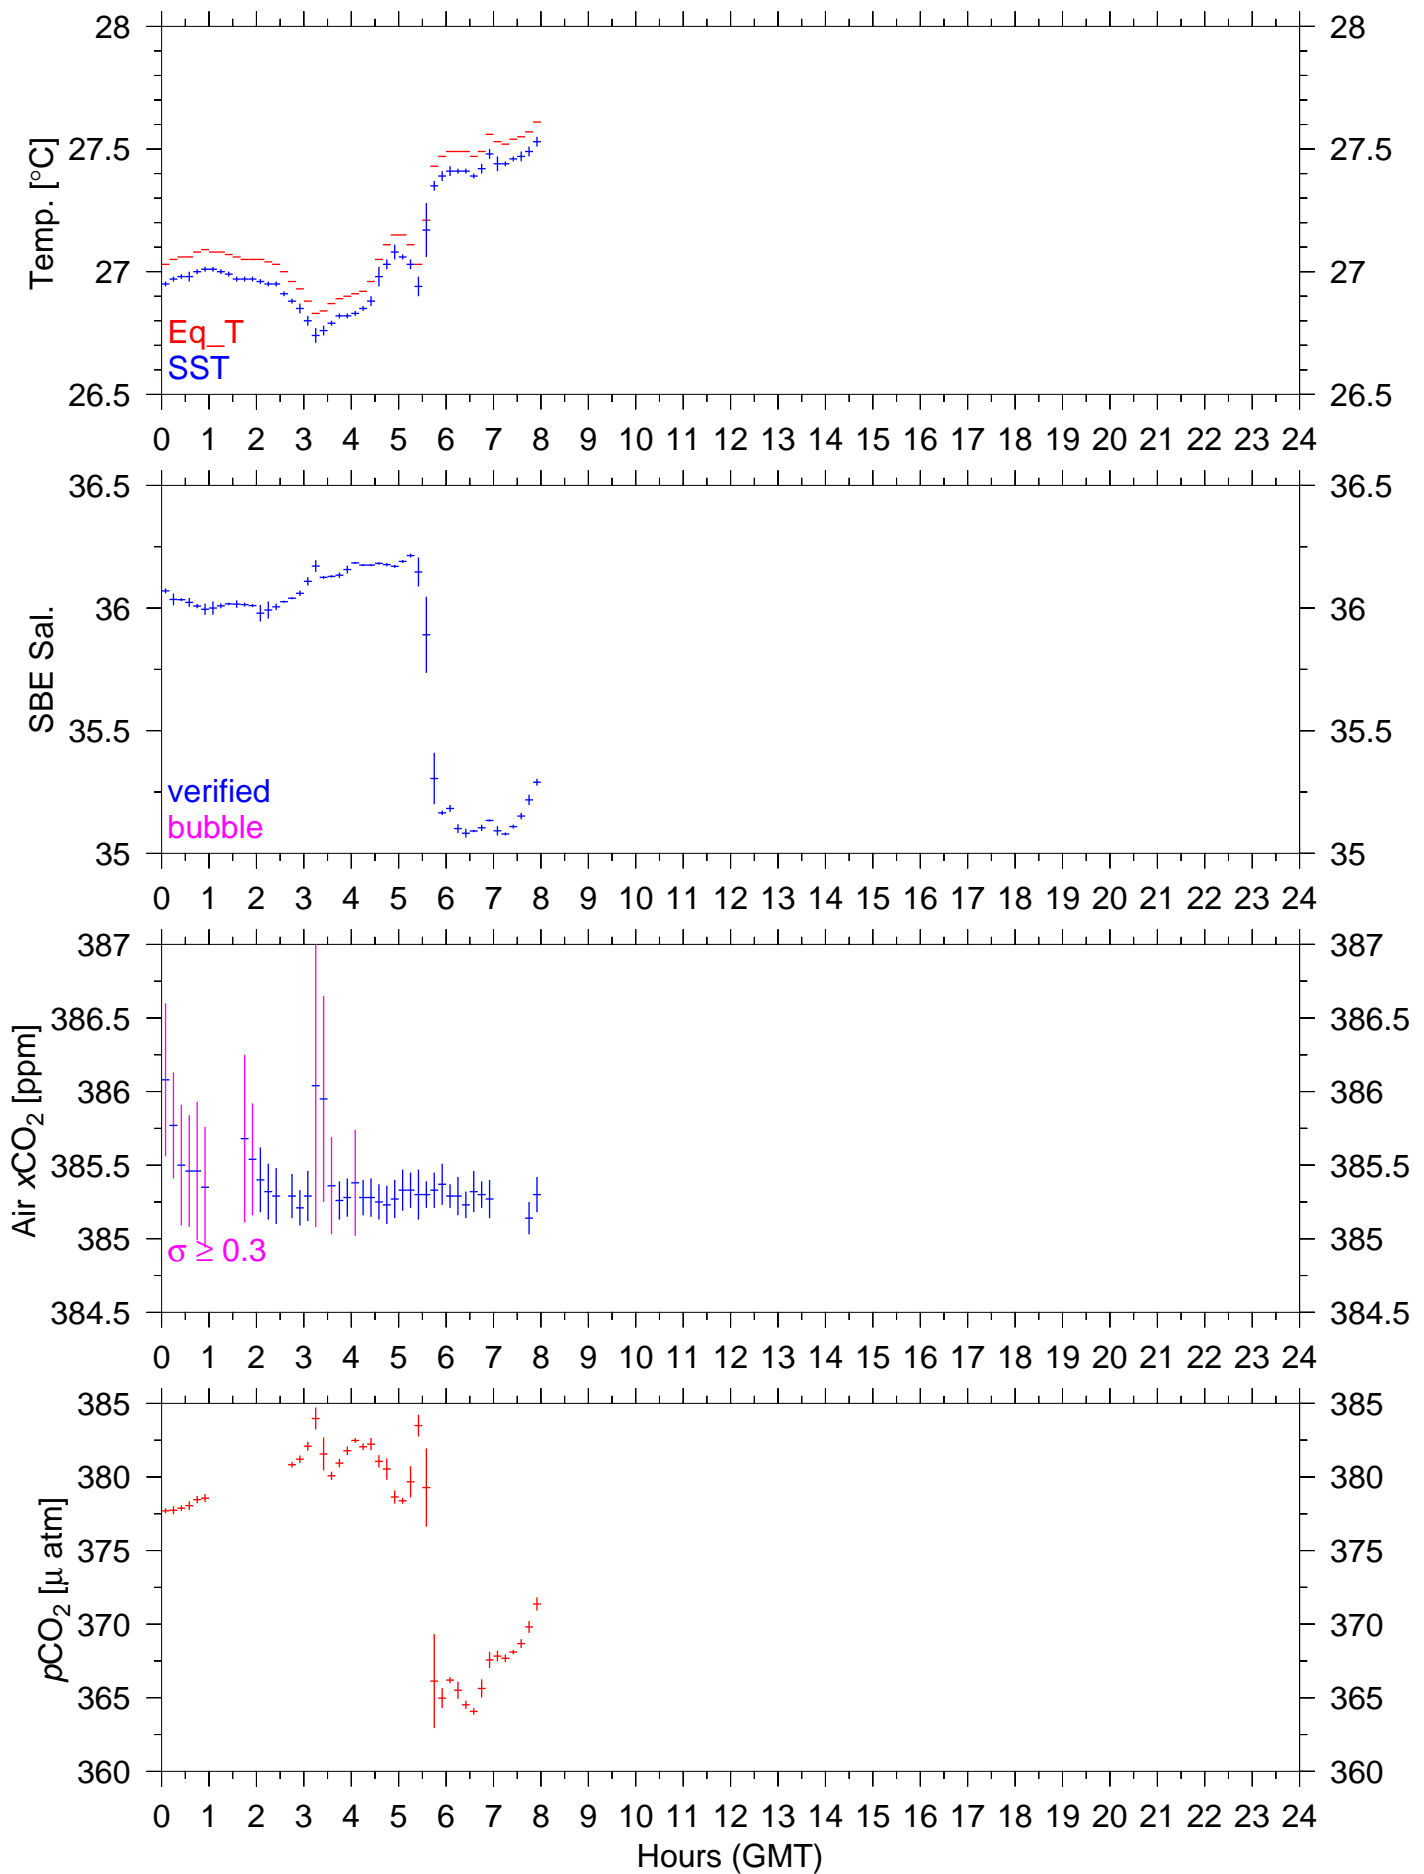 28 28
27.5 27.5
27 27
26.5 26.5
Temp. [°C]
Eq_T
SST
0 1 2 3 4 5 6 7 8 9 10 11 12 13 14 15 16 17 18 19 20 21 22 23 24
36.5 36.5
36 36
35.5 35.5
35 35
SBE Sal.
verified
bubble
0 1 2 3 4 5 6 7 8 9 10 11 12 13 14 15 16 17 18 19 20 21 22 23 24
387 387
386.5 386.5
386 386
385.5 385.5
385 385
384.5 384.5
Air xCO₂ [ppm]
σ ≥ 0.3
0 1 2 3 4 5 6 7 8 9 10 11 12 13 14 15 16 17 18 19 20 21 22 23 24
385 385
380 380
375 375
370 370
365 365
360 360
pCO₂ [μ atm]
0 1 2 3 4 5 6 7 8 9 10 11 12 13 14 15 16 17 18 19 20 21 22 23 24
Hours (GMT)